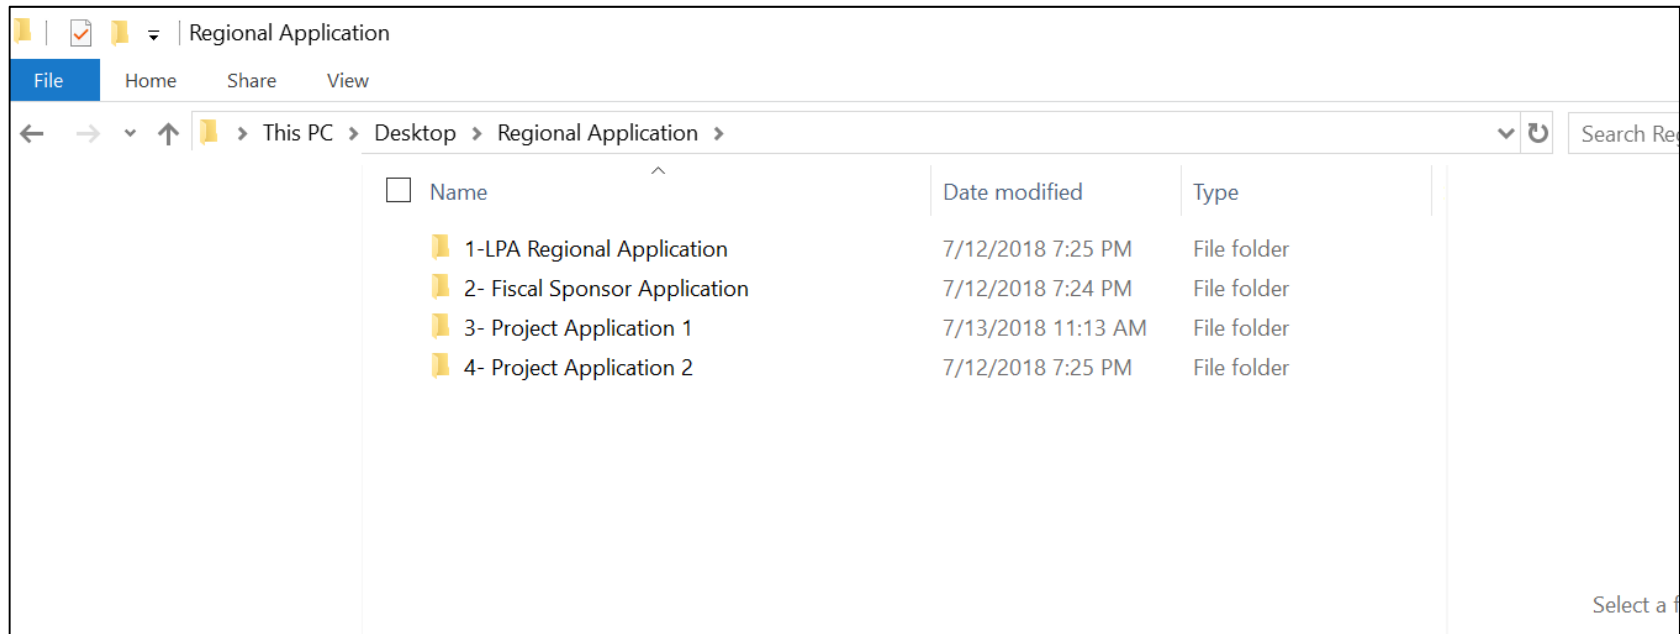 Regional Application
File Home Share View
This PC > Desktop > Regional Application >
Search Re
Name Date modified Type
1-LPA Regional Application 7/12/2018 7:25 PM File folder
2- Fiscal Sponsor Application 7/12/2018 7:24 PM File folder
3- Project Application 1 7/13/2018 11:13 AM File folder
4- Project Application 2 7/12/2018 7:25 PM File folder
Select a f